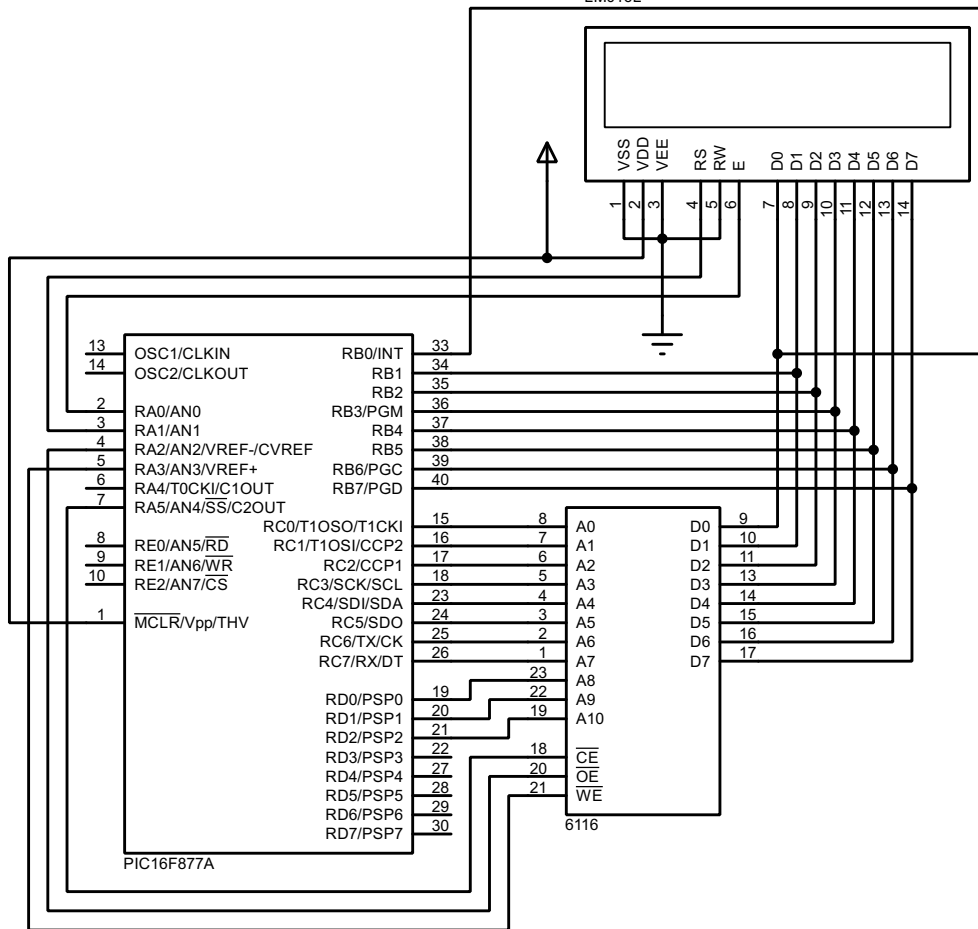 VSS
VDD
VEE
RS
RW
E
D0
D1
D2
D3
D4
D5
D6
D7
1
2
3
4
5
6
7
8
9
10
11
12
13
14
13 OSC1/CLKIN RB0/INT 33
14 OSC2/CLKOUT RB1 34
RB2 35
2 RA0/AN0 RB3/PGM 36
3 RA1/AN1 RB4 37
4 RA2/AN2/VREF-/CVREF RB5 38
5 RA3/AN3/VREF+ RB6/PGC 39
6 RA4/T0CKI/C1OUT RB7/PGD 40
7 RA5/AN4/SS/C2OUT
RC0/T1OSO/T1CKI 15
8 RE0/AN5/RD RC1/T1OSI/CCP2 16
9 RE1/AN6/WR RC2/CCP1 17
10 RE2/AN7/CS RC3/SCK/SCL 18
RC4/SDI/SDA 23
1 MCLR/Vpp/THV RC5/SDO 24
RC6/TX/CK 25
RC7/RX/DT 26
RD0/PSP0 19
RD1/PSP1 20
RD2/PSP2 21
RD3/PSP3 22
RD4/PSP4 27
RD5/PSP5 28
RD6/PSP6 29
RD7/PSP7 30
PIC16F877A
8 A0 D0 9
7 A1 D1 10
6 A2 D2 11
5 A3 D3 13
4 A4 D4 14
3 A5 D5 15
2 A6 D6 16
1 A7 D7 17
23 A8
22 A9
19 A10
18 CE
20 OE
21 WE
6116